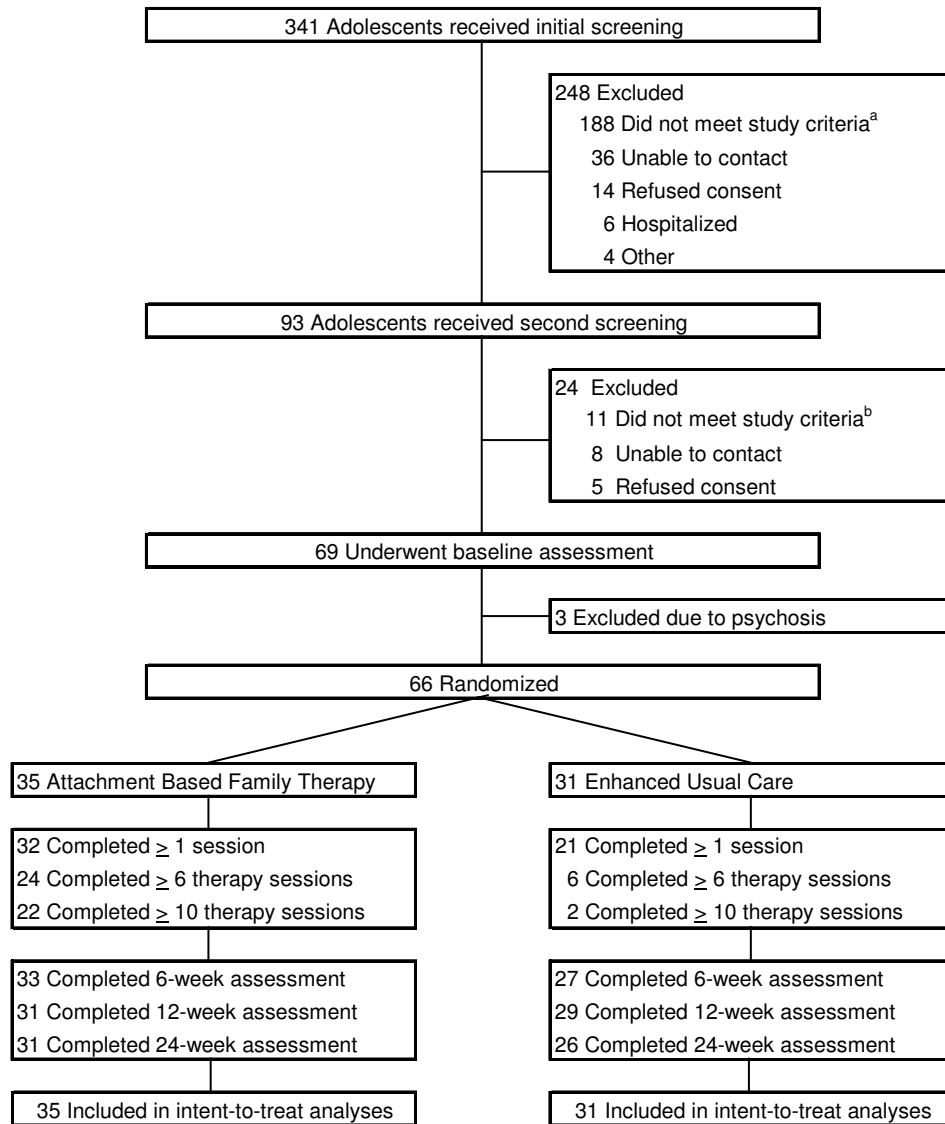 341 Adolescents received initial screening
248 Excluded
188 Did not meet study criteriaᵃ
36 Unable to contact
14 Refused consent
6 Hospitalized
4 Other
93 Adolescents received second screening
24 Excluded
11 Did not meet study criteriaᵇ
8 Unable to contact
5 Refused consent
69 Underwent baseline assessment
3 Excluded due to psychosis
66 Randomized
35 Attachment Based Family Therapy
32 Completed ≥ 1 session
24 Completed ≥ 6 therapy sessions
22 Completed ≥ 10 therapy sessions
33 Completed 6-week assessment
31 Completed 12-week assessment
31 Completed 24-week assessment
35 Included in intent-to-treat analyses
31 Enhanced Usual Care
21 Completed ≥ 1 session
6 Completed ≥ 6 therapy sessions
2 Completed ≥ 10 therapy sessions
27 Completed 6-week assessment
29 Completed 12-week assessment
26 Completed 24-week assessment
31 Included in intent-to-treat analyses